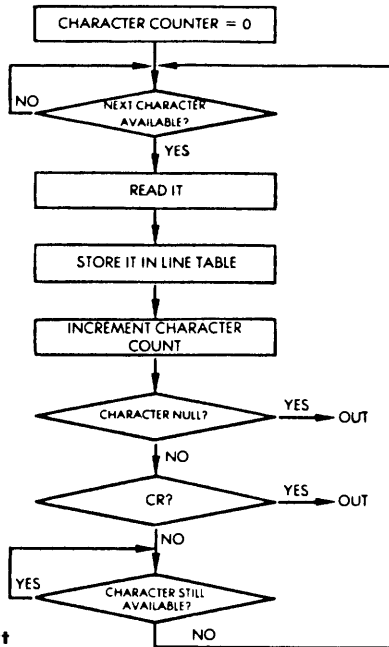 CHARACTER COUNTER = 0
NO
NEXT CHARACTER
AVAILABLE?
YES
READ IT
STORE IT IN LINE TABLE
INCREMENT CHARACTER
COUNT
CHARACTER NULL?
YES
OUT
NO
CR?
YES
OUT
NO
YES
CHARACTER STILL
AVAILABLE?
NO
t